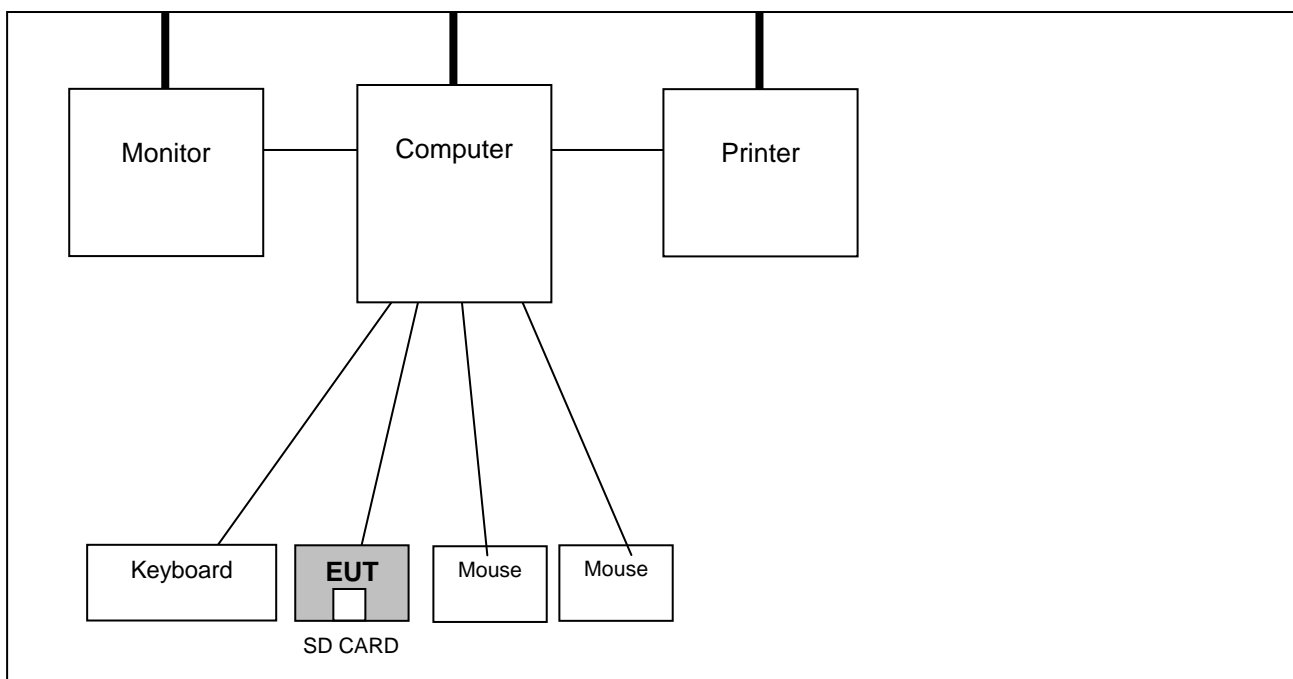 Monitor
Computer
Printer
Keyboard
EUT
Mouse
Mouse
SD CARD